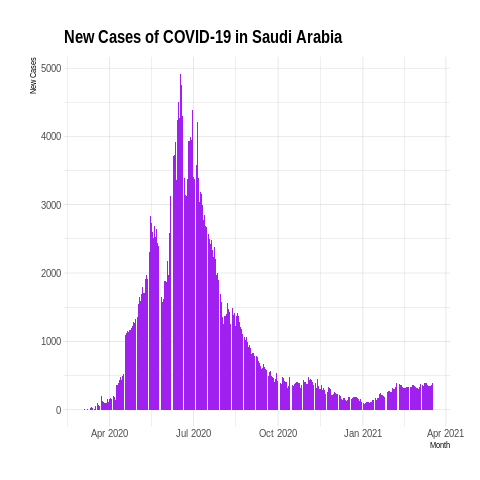 New Cases of COVID-19 in Saudi Arabia
New Cases
5000
4000
3000
2000
1000
0
Apr 2020 Jul 2020 Oct 2020 Jan 2021 Apr 2021
Month